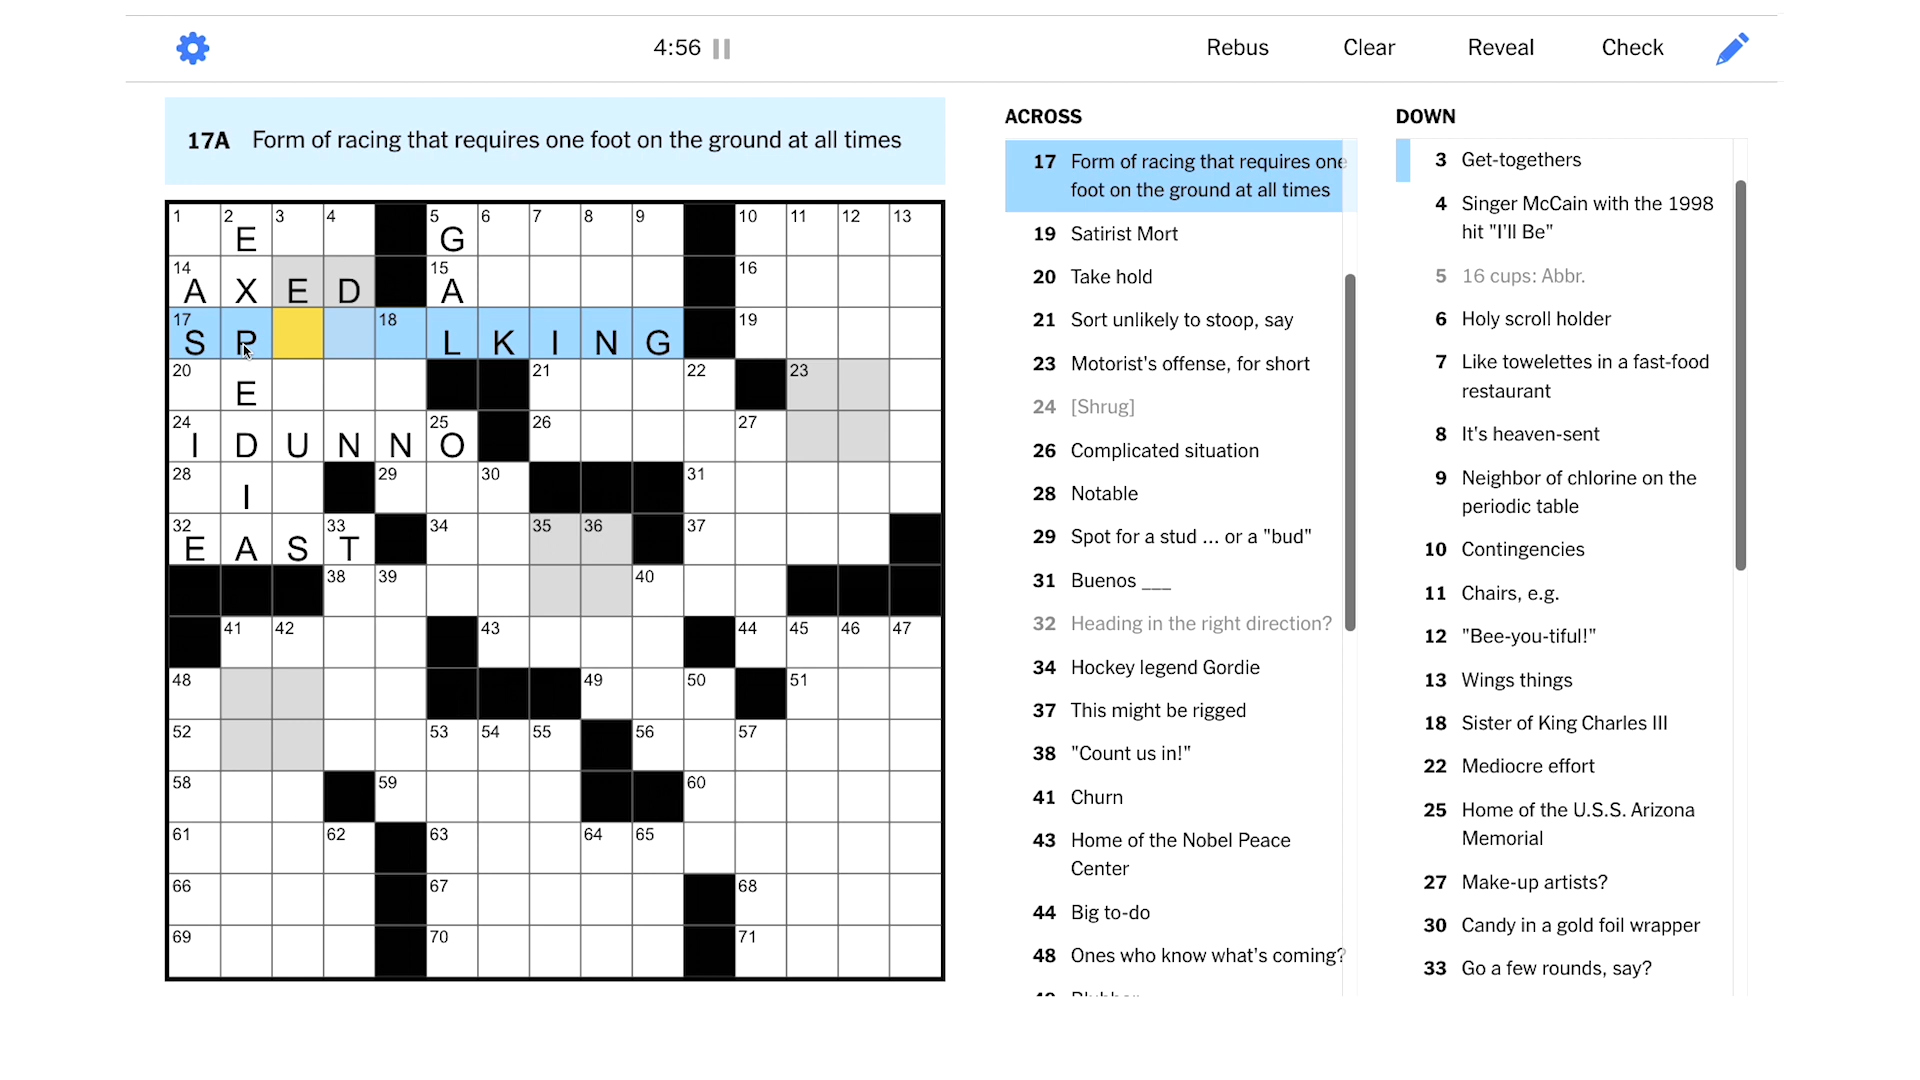 4:56
Rebus
Clear
Reveal
Check
17A Form of racing that requires one foot on the ground at all times
1 2 E 3 4 5 G 6 7 8 9 10 11 12 13
14 A X E D 15 A 16
17 S P 18 L K I N G 19
20 E 21 22 23
24 I D U N N 25 O 26 27
28 I 29 30 31
32 E A S 33 T 34 35 36 37
38 39 40
41 42 43 44 45 46 47
48 49 50 51
52 53 54 55 56 57
58 59 60
61 62 63 64 65
66 67 68
69 70 71
ACROSS
17 Form of racing that requires one
foot on the ground at all times
19 Satirist Mort
20 Take hold
21 Sort unlikely to stoop, say
23 Motorist's offense, for short
24 [Shrug]
26 Complicated situation
28 Notable
29 Spot for a stud ... or a "bud"
31 Buenos ___
32 Heading in the right direction?
34 Hockey legend Gordie
37 This might be rigged
38 "Count us in!"
41 Churn
43 Home of the Nobel Peace
Center
44 Big to-do
48 Ones who know what's coming?
DOWN
3 Get-togethers
4 Singer McCain with the 1998
hit "I'll Be"
5 16 cups: Abbr.
6 Holy scroll holder
7 Like towelettes in a fast-food
restaurant
8 It's heaven-sent
9 Neighbor of chlorine on the
periodic table
10 Contingencies
11 Chairs, e.g.
12 "Bee-you-tiful!"
13 Wings things
18 Sister of King Charles III
22 Mediocre effort
25 Home of the U.S.S. Arizona
Memorial
27 Make-up artists?
30 Candy in a gold foil wrapper
33 Go a few rounds, say?